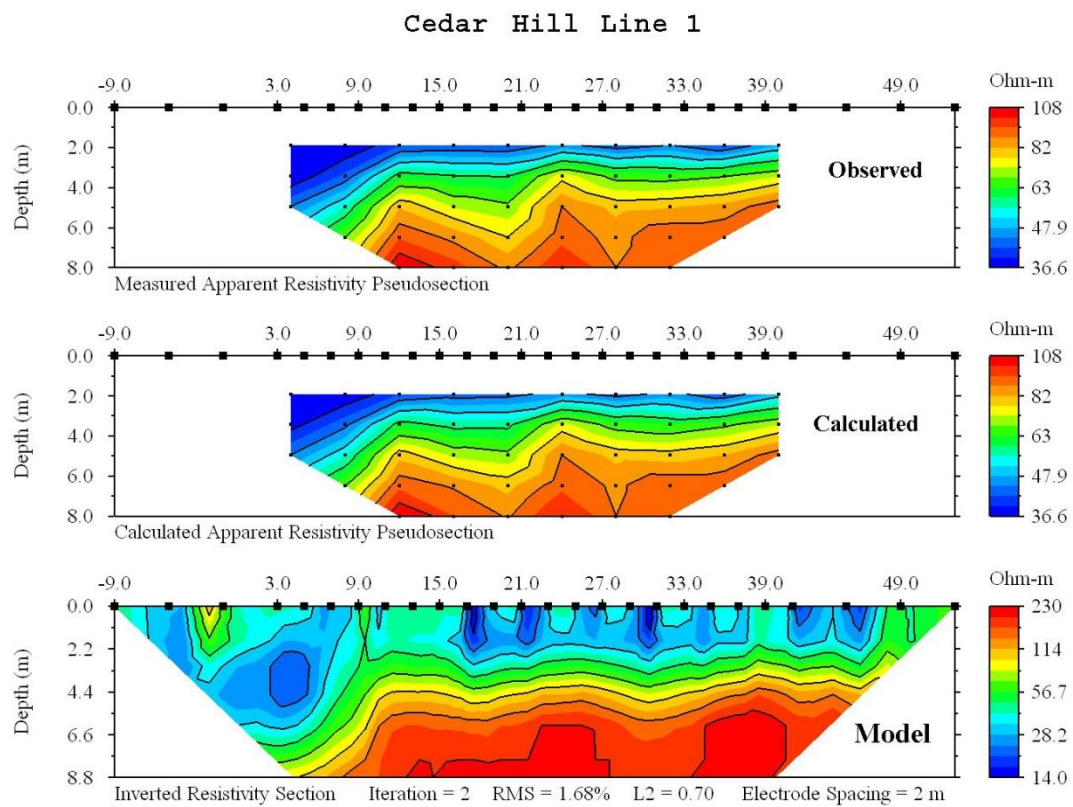 Cedar Hill Line 1
-9.0 3.0 9.0 15.0 21.0 27.0 33.0 39.0 49.0
Ohm-m
0.0
2.0
4.0
6.0
8.0
Depth (m)
Observed
108
82
63
47.9
36.6
Measured Apparent Resistivity Pseudosection
-9.0 3.0 9.0 15.0 21.0 27.0 33.0 39.0 49.0
Ohm-m
0.0
2.0
4.0
6.0
8.0
Depth (m)
Calculated
108
82
63
47.9
36.6
Calculated Apparent Resistivity Pseudosection
-9.0 3.0 9.0 15.0 21.0 27.0 33.0 39.0 49.0
Ohm-m
0.0
2.2
4.4
6.6
8.8
Depth (m)
Model
230
114
56.7
28.2
14.0
Inverted Resistivity Section Iteration = 2 RMS = 1.68% L2 = 0.70 Electrode Spacing = 2 m